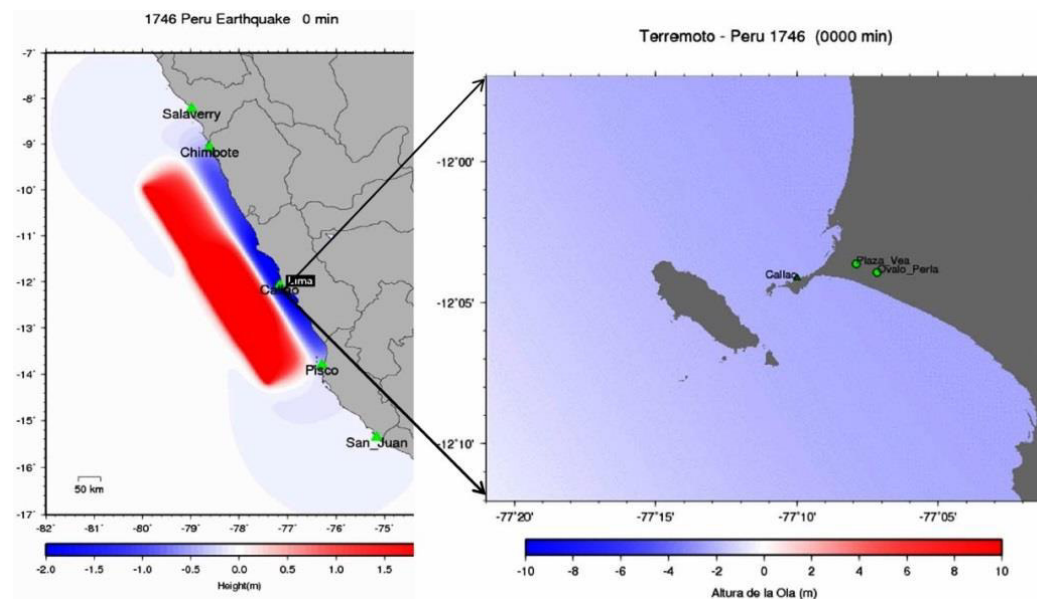 1746 Peru Earthquake 0 min
-7°
-8°
-9°
-10°
-11°
-12°
-13°
-14°
-15°
-16°
-17°
-82° -81° -80° -79° -78° -77° -76° -75°
Salaverry
Chimbote
Lima
Pisco
San_Juan
50 km
-2.0 -1.5 -1.0 -0.5 0.0 0.5 1.0 1.5
Height(m)
Terremoto - Peru 1746 (0000 min)
-12°00'
-12°05'
-12°10'
-77°20' -77°15' -77°10' -77°05'
Callao
Plaza_Vea
Ovalo_Perla
-10 -8 -6 -4 -2 0 2 4 6 8 10
Altura de la Ola (m)